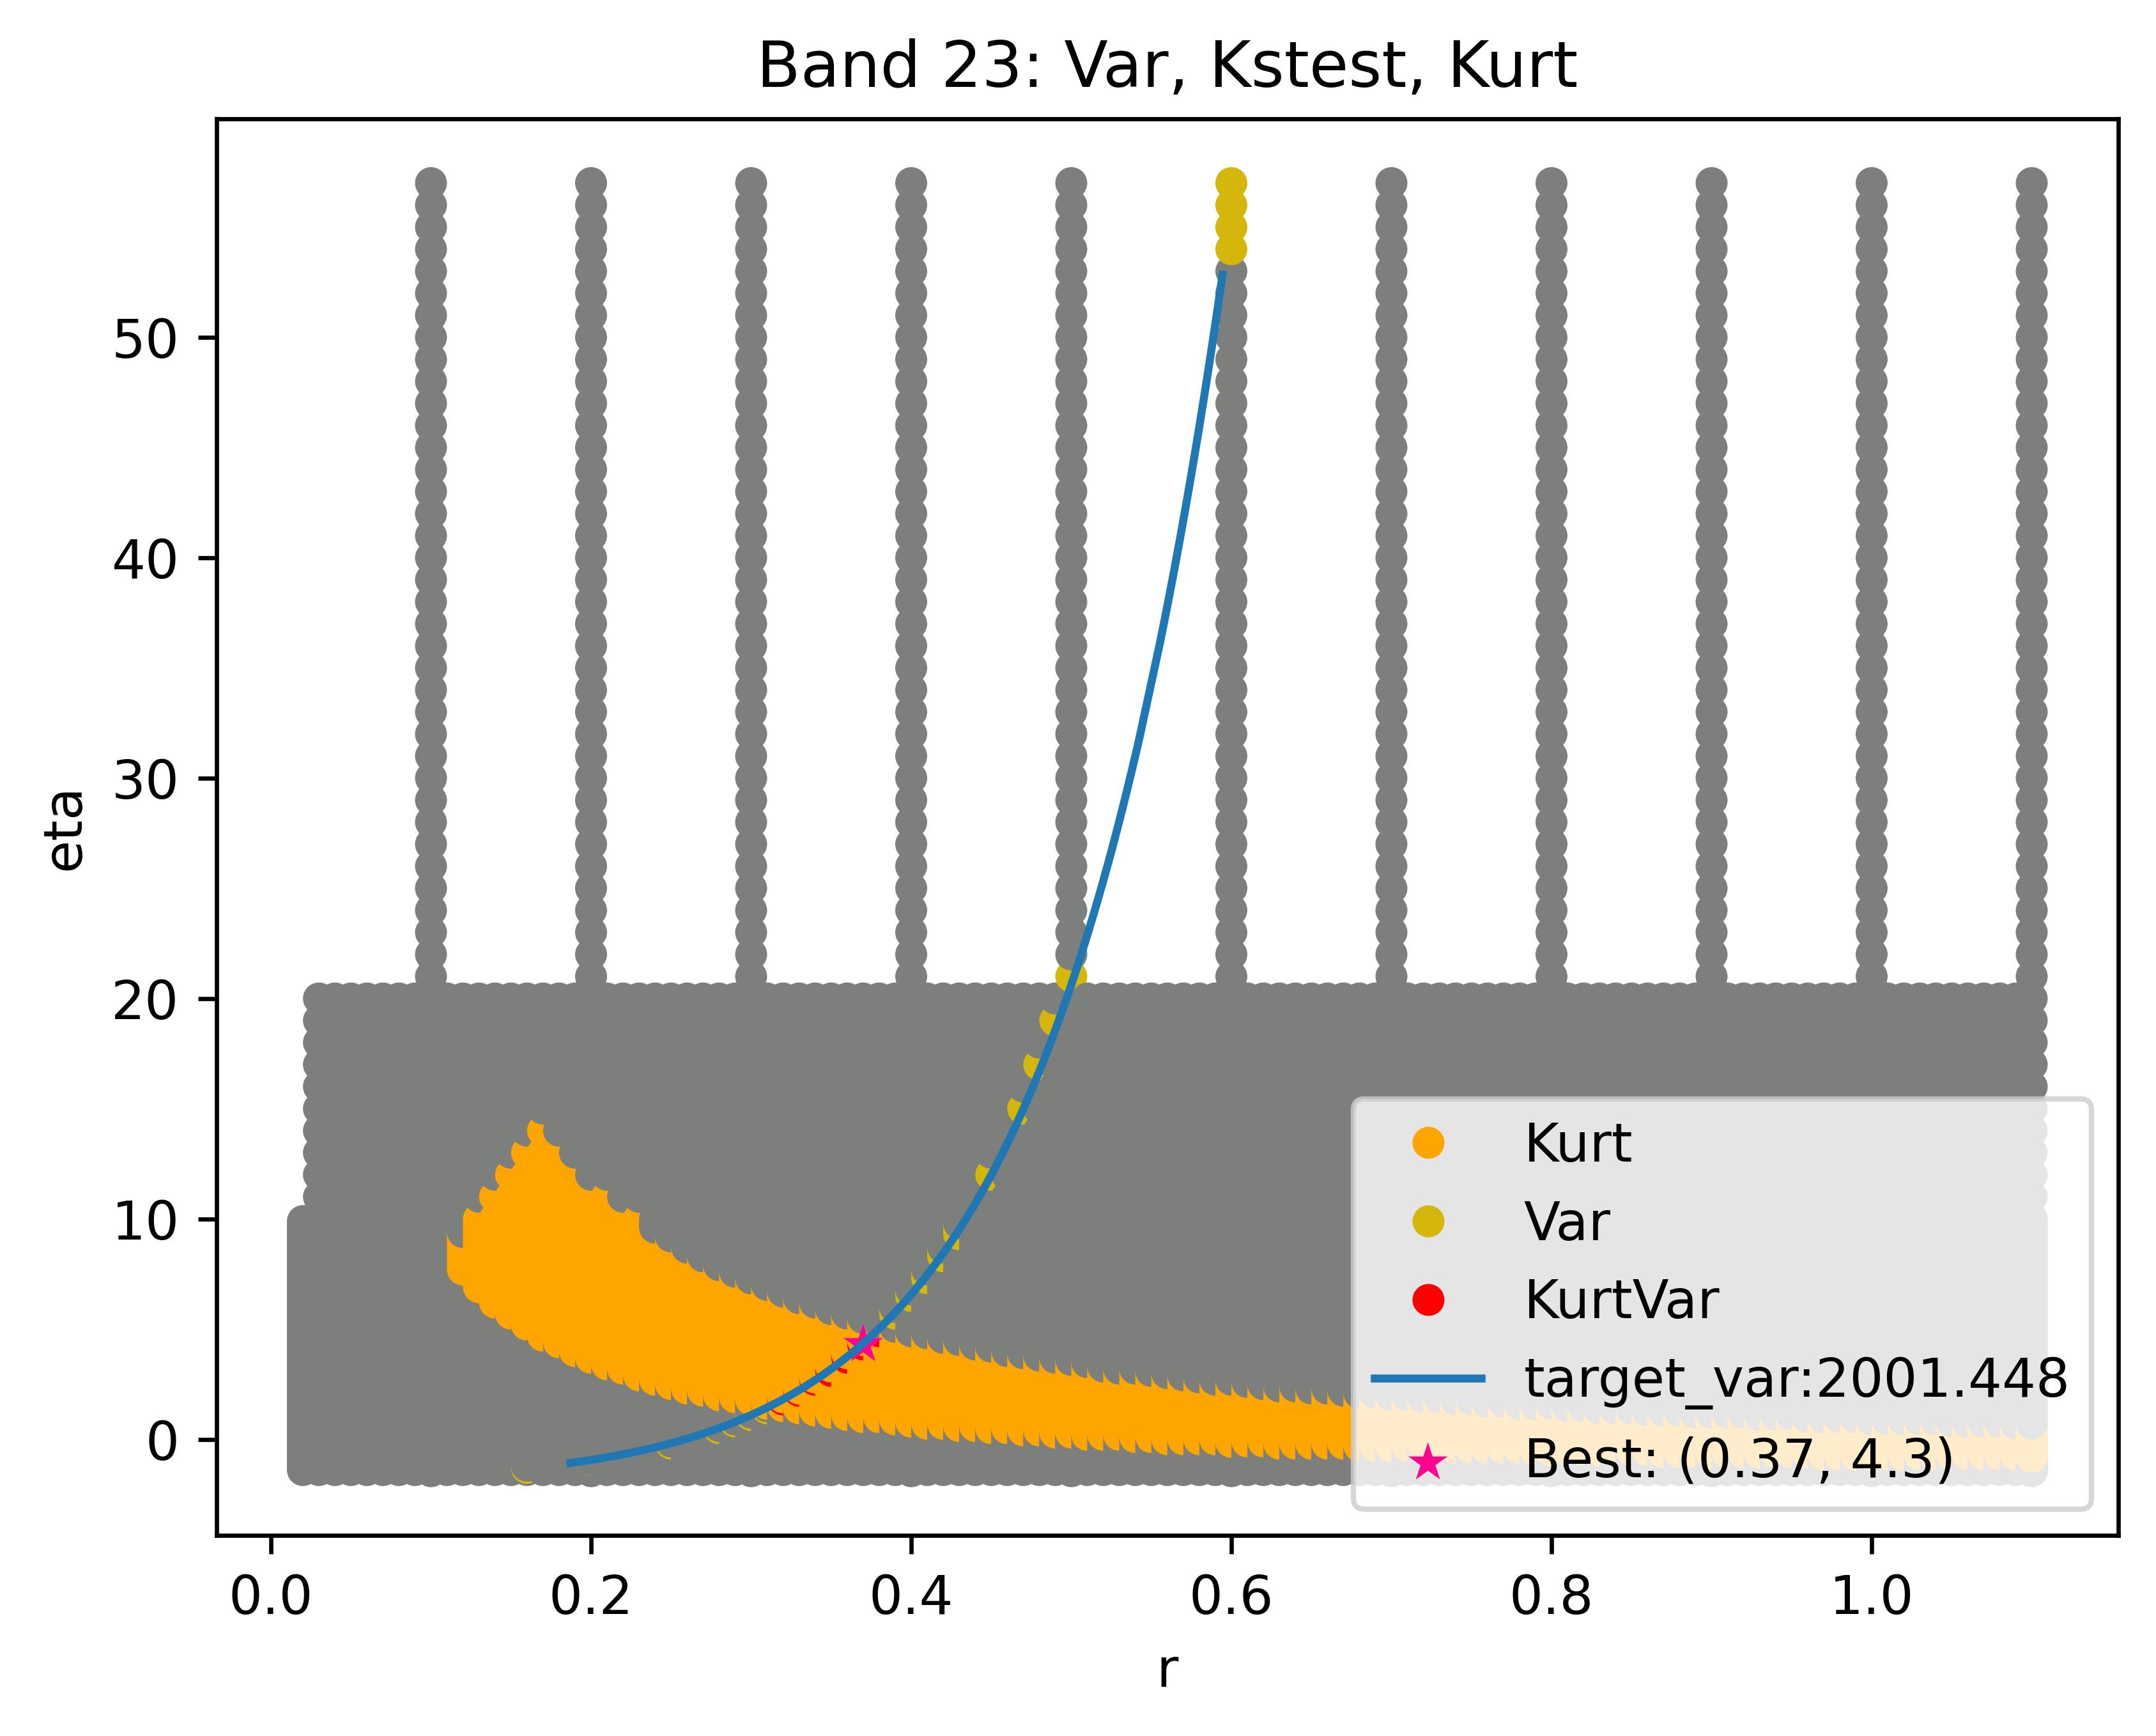 Band 23: Var, Kstest, Kurt
eta
50
40
30
20
10
0
Kurt
Var
KurtVar
target_var:2001.448
Best: (0.37, 4.3)
0.0 0.2 0.4 0.6 0.8 1.0
r